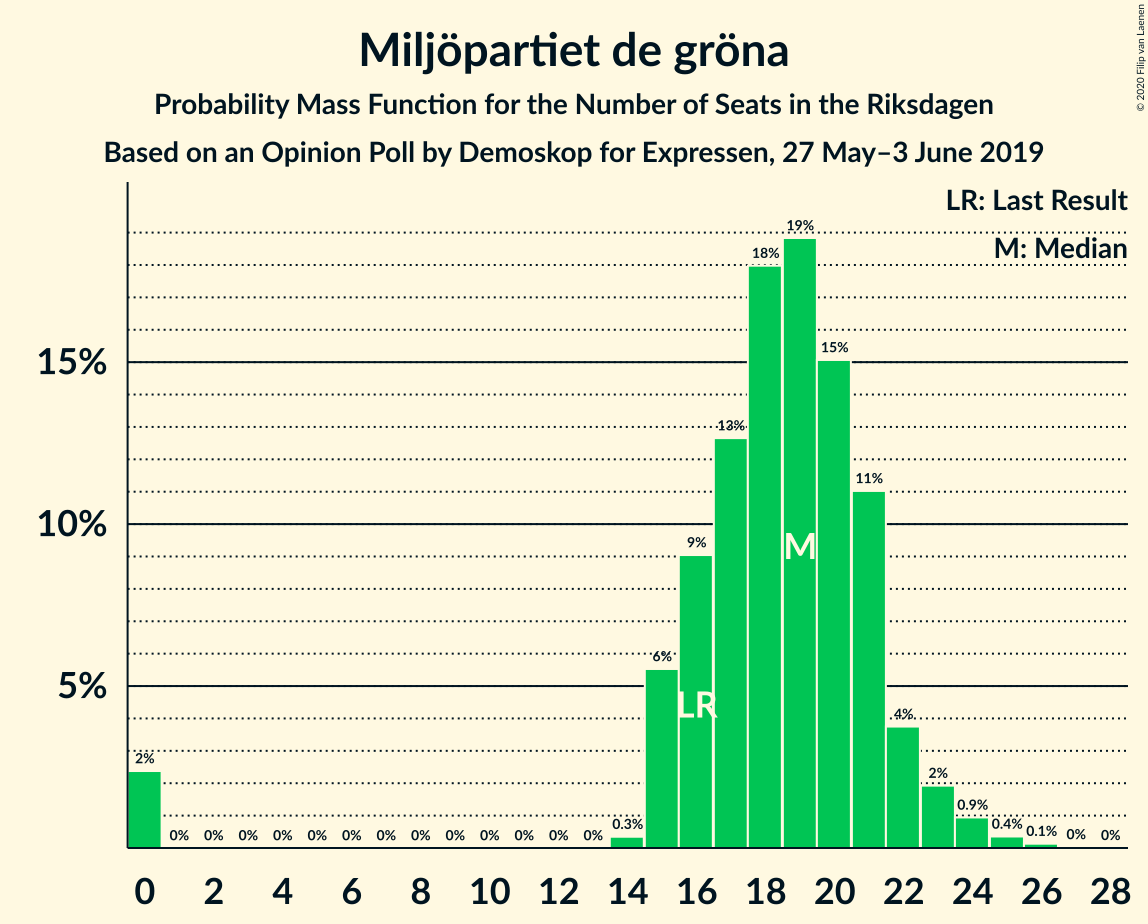 Miljöpartiet de gröna
Probability Mass Function for the Number of Seats in the Riksdagen
Based on an Opinion Poll by Demoskop for Expressen, 27 May–3 June 2019
© 2020 Filip van Laenen
LR: Last Result
M: Median
15%
10%
5%
2% 0% 0% 0% 0% 0% 0% 0% 0% 0% 0% 0% 0% 0% 0.3% 6% 9% 13% 18% 19% 15% 11% 4% 2% 0.9% 0.4% 0.1% 0% 0%
LR
M
0 2 4 6 8 10 12 14 16 18 20 22 24 26 28